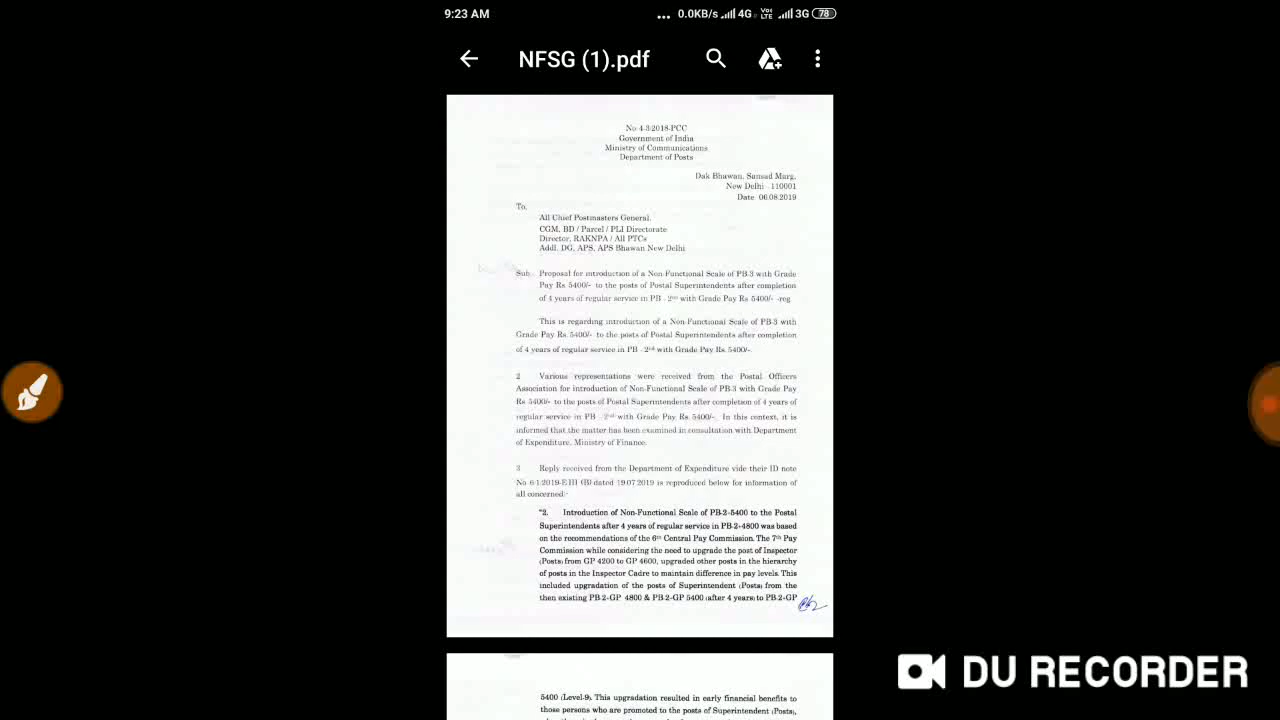 9:23 AM
... 0.0KB/s 4G Vo LTE 3G 78
NFSG (1).pdf
No 4-3/2018-PCC
Government of India
Ministry of Communications
Department of Posts
Dak Bhawan, Sansad Marg,
New Delhi - 110001
Date 06.08.2019
To,
All Chief Postmasters General,
CGM, BD / Parcel / PLI Directorate
Director, RAKNPA / All PTCs
Addl. DG, APS, APS Bhawan New Delhi
Sub: Proposal for introduction of a Non-Functional Scale of PB-3 with Grade
Pay Rs 5400/- to the posts of Postal Superintendents after completion
of 4 years of regular service in PB - 2nd with Grade Pay Rs 5400/- -reg
This is regarding introduction of a Non-Functional Scale of PB-3 with
Grade Pay Rs. 5400/- to the posts of Postal Superintendents after completion
of 4 years of regular service in PB - 2nd with Grade Pay Rs. 5400/-.
2 Various representations were received from the Postal Officers
Association for introduction of Non-Functional Scale of PB-3 with Grade Pay
Rs 5400/- to the posts of Postal Superintendents after completion of 4 years of
regular service in PB - 2nd with Grade Pay Rs. 5400/-. In this context, it is
informed that the matter has been examined in consultation with Department
of Expenditure, Ministry of Finance.
3 Reply received from the Department of Expenditure vide their ID note
No 6-1/2019-E III (B) dated 19.07.2019 is reproduced below for information of
all concerned:-
"2. Introduction of Non-Functional Scale of PB-2-5400 to the Postal
Superintendents after 4 years of regular service in PB-2+4800 was based
on the recommendations of the 6th Central Pay Commission. The 7th Pay
Commission while considering the need to upgrade the post of Inspector
(Posts) from GP 4200 to GP 4600, upgraded other posts in the hierarchy
of posts in the Inspector Cadre to maintain difference in pay levels. This
included upgradation of the posts of Superintendent (Posts) from the
then existing PB-2-GP 4800 & PB-2-GP 5400 (after 4 years) to PB-2-GP
5400 (Level-9). This upgradation resulted in early financial benefits to
those persons who are promoted to the posts of Superintendent (Posts),
DU RECORDER